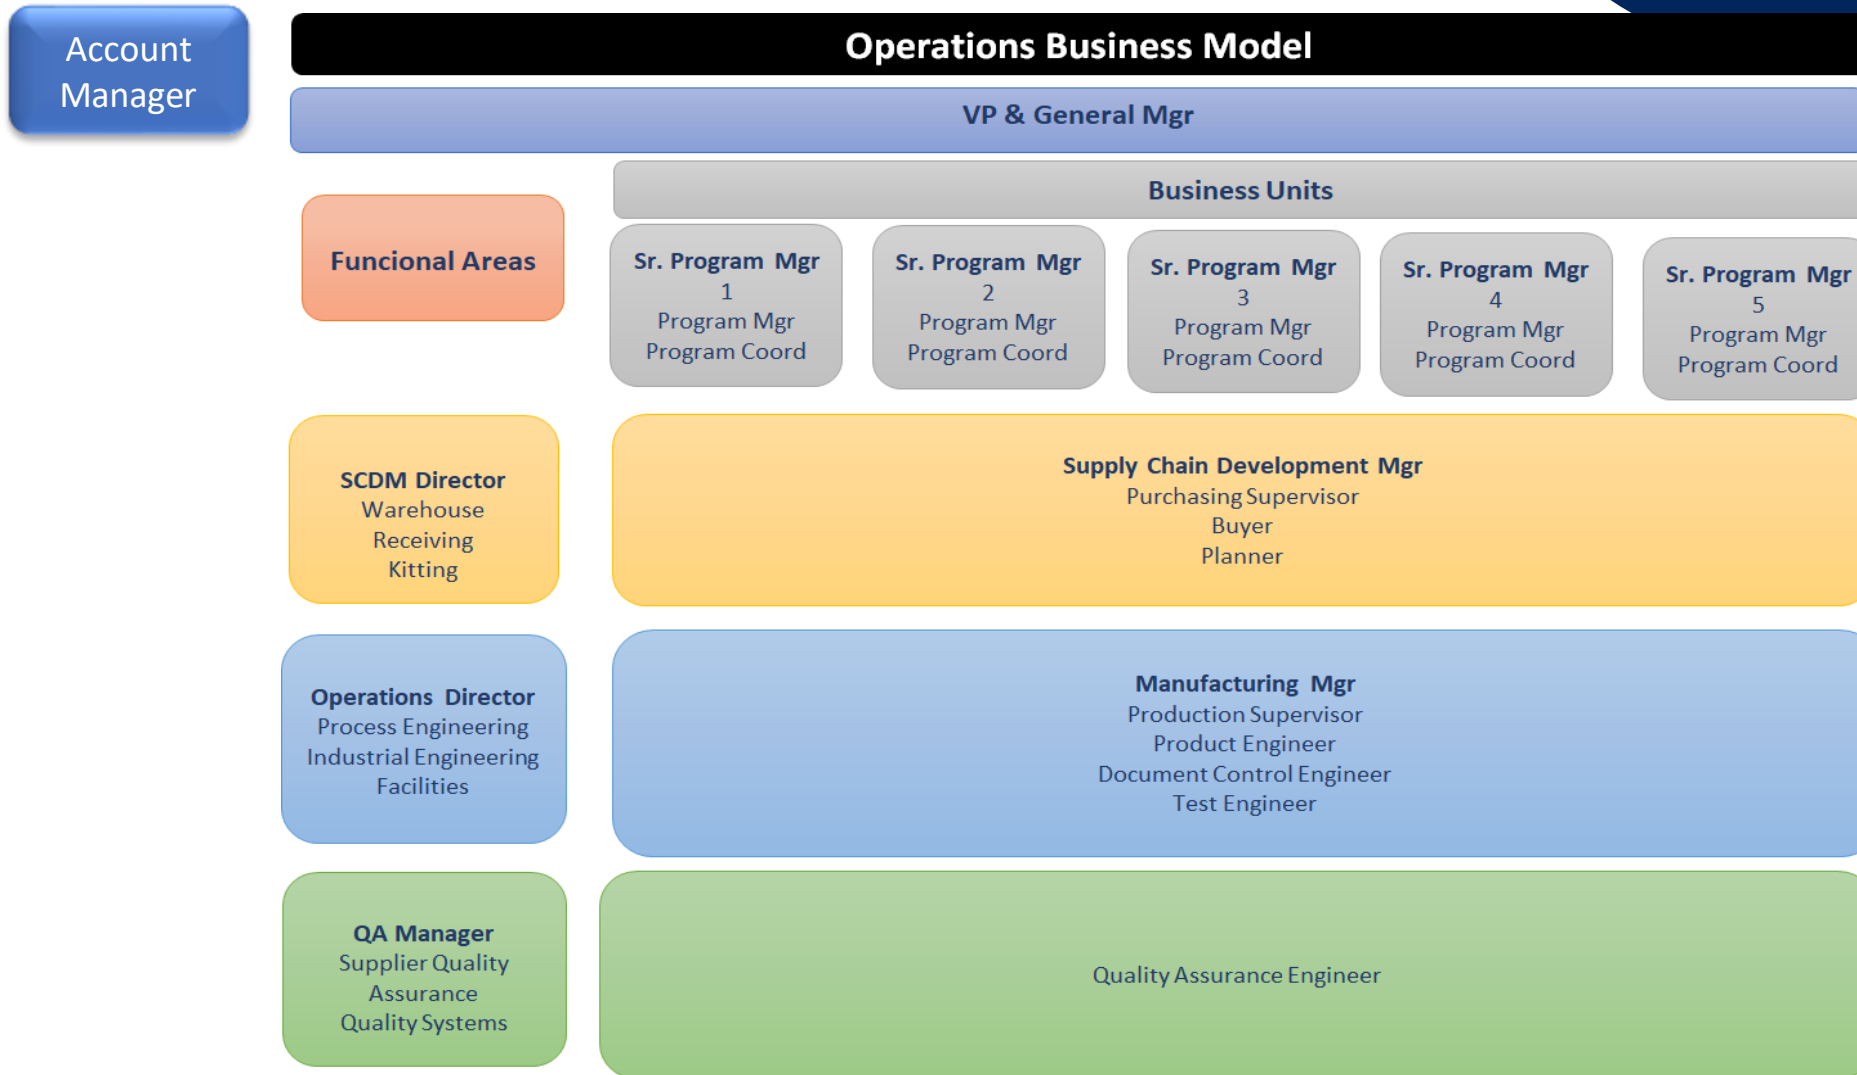 Account
Manager
Operations Business Model
VP & General Mgr
Business Units
Funcional Areas
Sr. Program Mgr
1
Program Mgr
Program Coord
Sr. Program Mgr
2
Program Mgr
Program Coord
Sr. Program Mgr
3
Program Mgr
Program Coord
Sr. Program Mgr
4
Program Mgr
Program Coord
Sr. Program Mgr
5
Program Mgr
Program Coord
SCDM Director
Warehouse
Receiving
Kitting
Supply Chain Development Mgr
Purchasing Supervisor
Buyer
Planner
Operations Director
Process Engineering
Industrial Engineering
Facilities
Manufacturing Mgr
Production Supervisor
Product Engineer
Document Control Engineer
Test Engineer
QA Manager
Supplier Quality
Assurance
Quality Systems
Quality Assurance Engineer